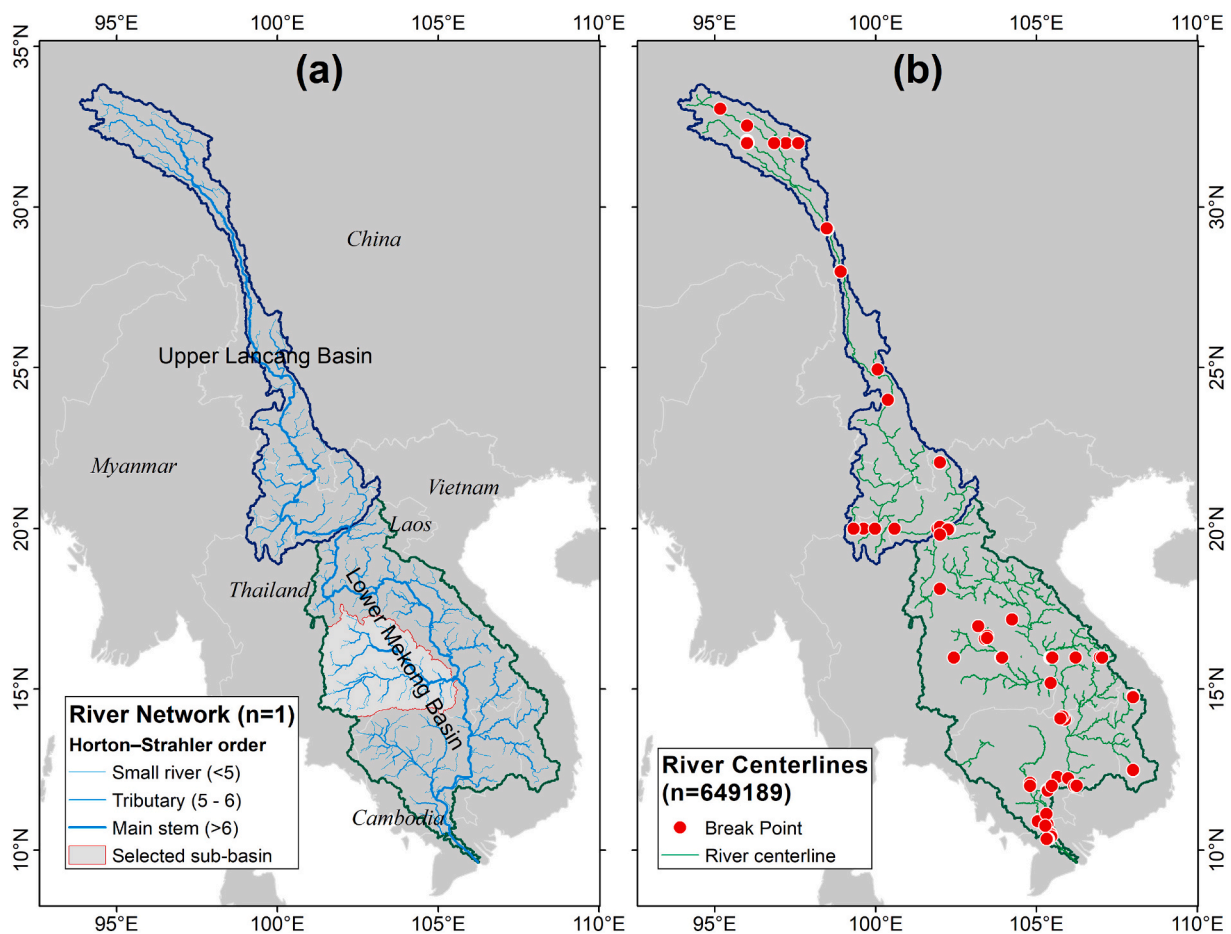 95°E 100°E 105°E 110°E 95°E 100°E 105°E 110°E
(a)
(b)
35°N
30°N
25°N
20°N
15°N
10°N
China
Upper Lancang Basin
Myanmar
Vietnam
Laos
Thailand
Lower Mekong Basin
Cambodia
River Network (n=1)
Horton–Strahler order
Small river (<5)
Tributary (5 - 6)
Main stem (>6)
Selected sub-basin
River Centerlines
(n=649189)
Break Point
River centerline
35°N
30°N
25°N
20°N
15°N
10°N
95°E 100°E 105°E 110°E 95°E 100°E 105°E 110°E